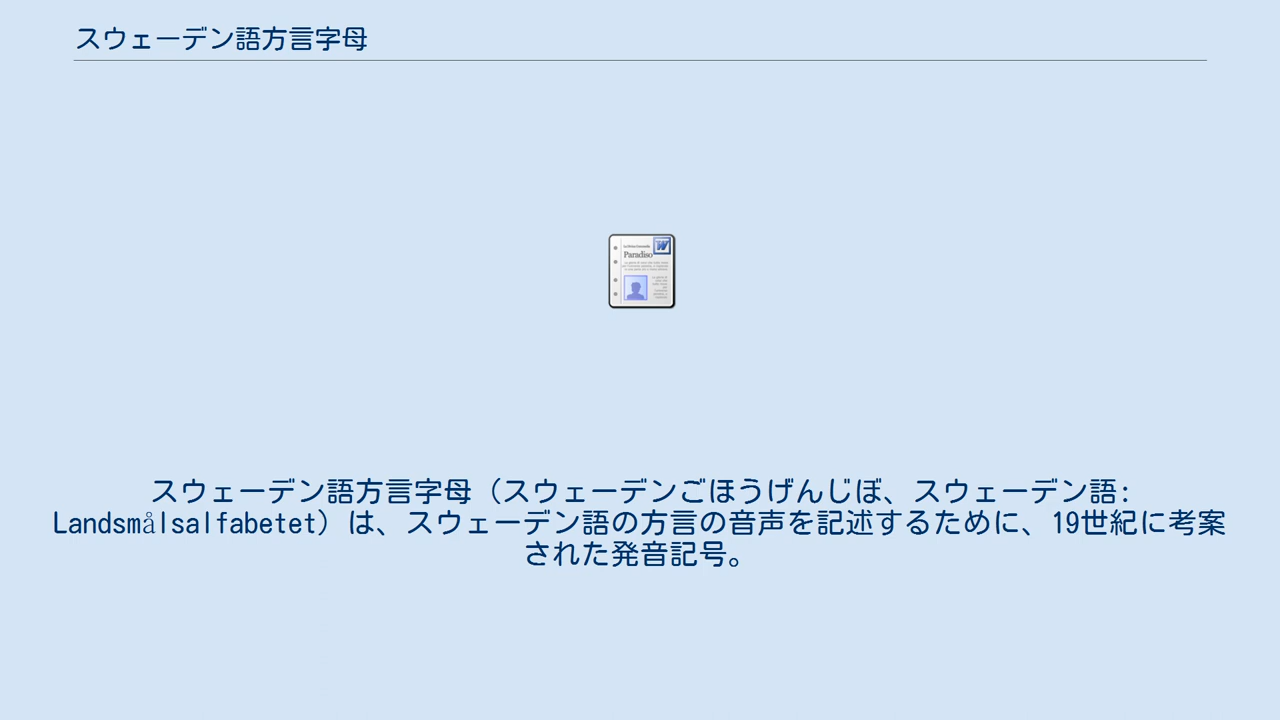 スウェーデン語方言字母
Paradiso
W
スウェーデン語方言字母（スウェーデンごほうげんじぼ、スウェーデン語:
Landsmålsalfabetet）は、スウェーデン語の方言の音声を記述するために、19世紀に考案
された発音記号。